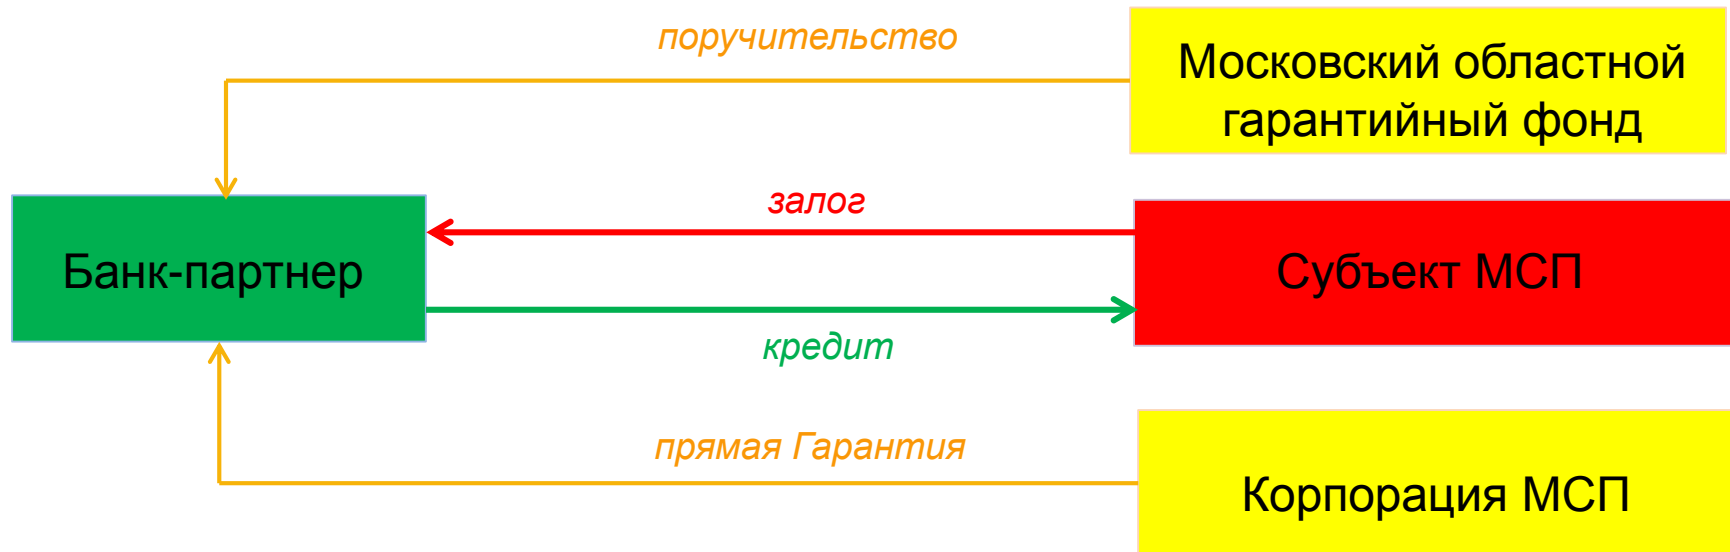 поручительство
Московский областной
гарантийный фонд
залог
Банк-партнер
Субъект МСП
кредит
прямая Гарантия
Корпорация МСП